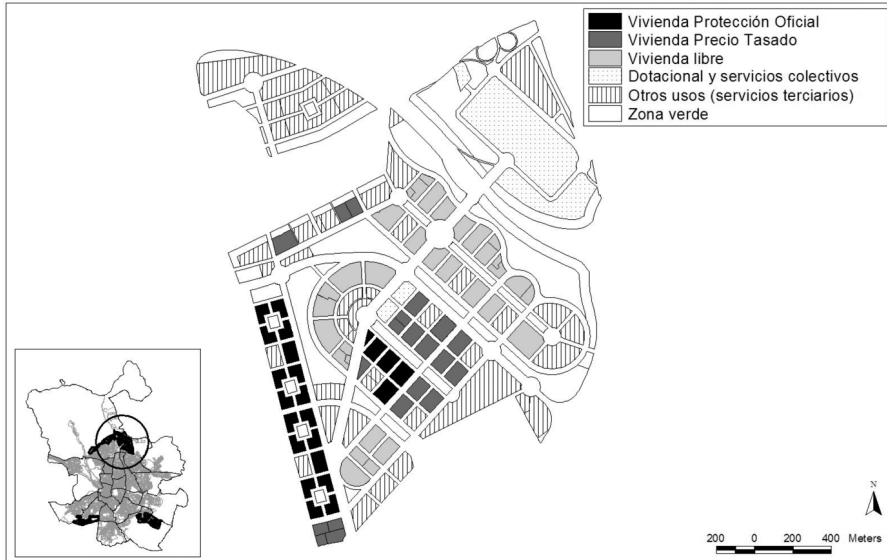 Vivienda Protección Oficial
Vivienda Precio Tasado
Vivienda libre
Dotacional y servicios colectivos
Otros usos (servicios terciarios)
Zona verde
N
200 0 200 400 Meters